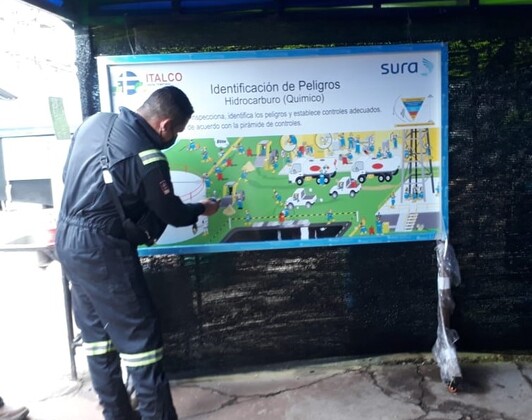 ITALCO
sura
Identificación de Peligros
Hidrocarburo (Químico)
inspecciona, identifica los peligros y establece controles adecuados,
de acuerdo con la pirámide de controles.